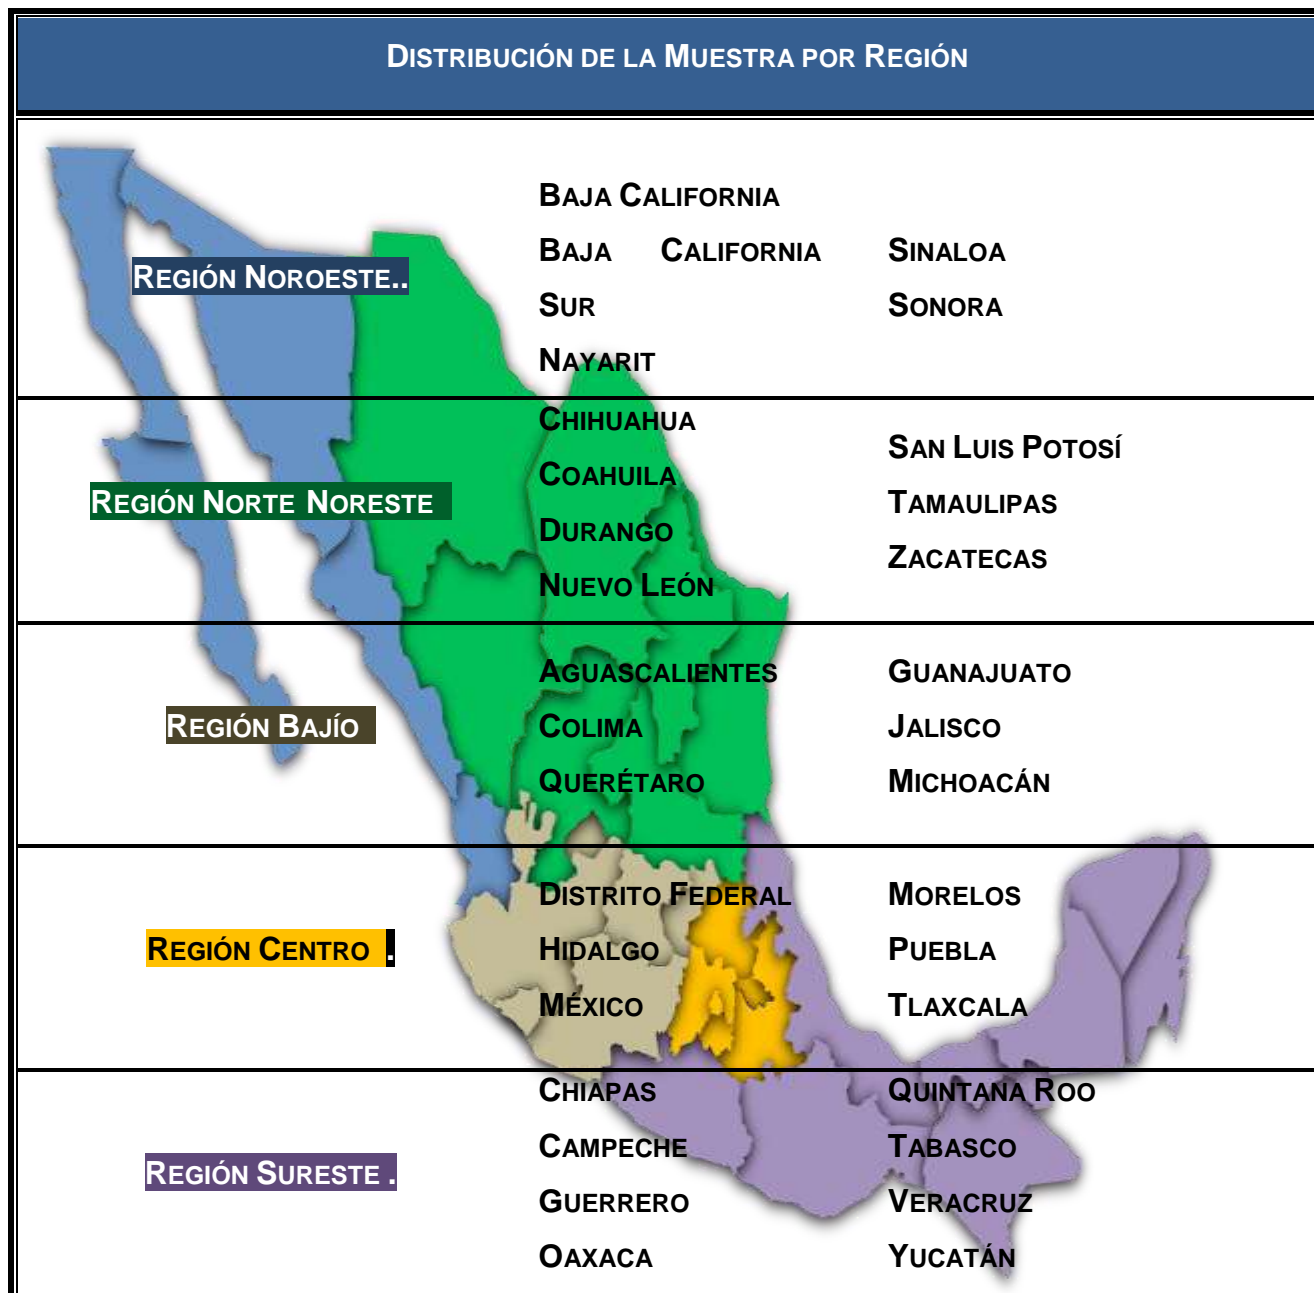 DISTRIBUCIÓN DE LA MUESTRA POR REGIÓN
REGIÓN NOROESTE..
BAJA CALIFORNIA
BAJA CALIFORNIA
SUR
NAYARIT
SINALOA
SONORA
REGIÓN NORTE NORESTE
CHIHUAHUA
COAHUILA
DURANGO
NUEVO LEÓN
SAN LUIS POTOSÍ
TAMAULIPAS
ZACATECAS
REGIÓN BAJÍO
AGUASCALIENTES
COLIMA
QUERÉTARO
GUANAJUATO
JALISCO
MICHOACÁN
REGIÓN CENTRO .
DISTRITO FEDERAL
HIDALGO
MÉXICO
MORELOS
PUEBLA
TLAXCALA
REGIÓN SURESTE .
CHIAPAS
CAMPECHE
GUERRERO
OAXACA
QUINTANA ROO
TABASCO
VERACRUZ
YUCATÁN